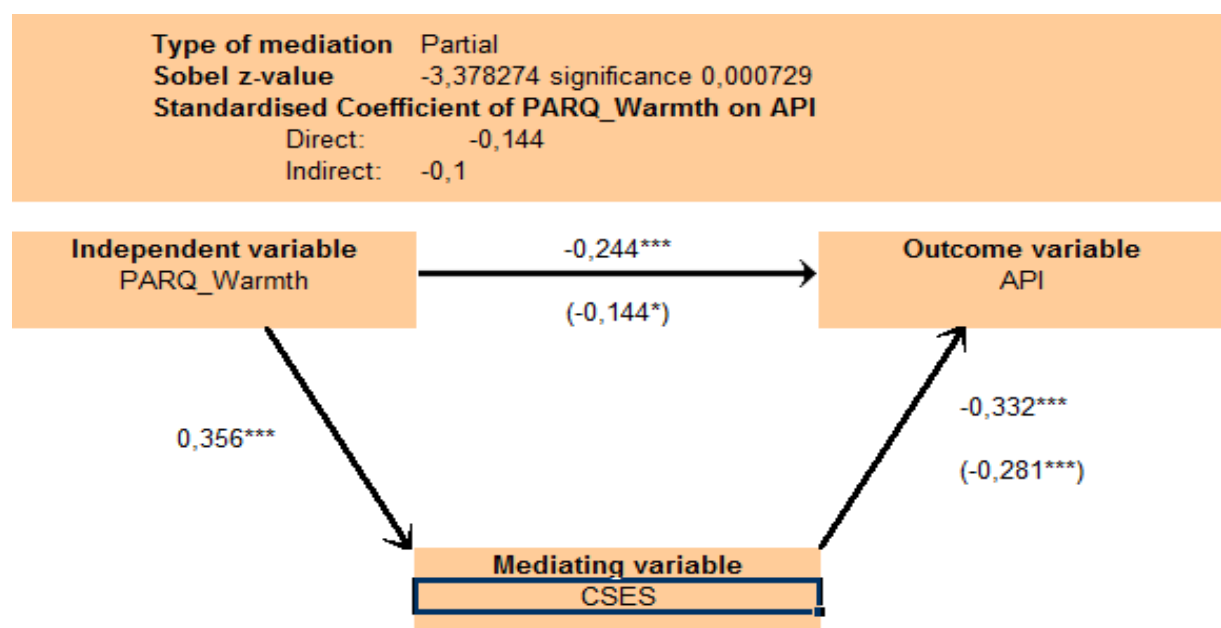 Type of mediation Partial
Sobel z-value -3,378274 significance 0,000729
Standardised Coefficient of PARQ_Warmth on API
Direct: -0,144
Indirect: -0,1
Independent variable
PARQ_Warmth
-0,244***
(-0,144*)
Outcome variable
API
0,356***
-0,332***
(-0,281***)
Mediating variable
CSES